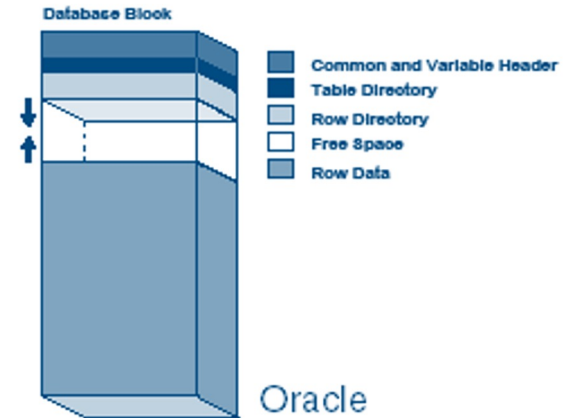 Database Block
Common and Variable Header
Table Directory
Row Directory
Free Space
Row Data
Oracle